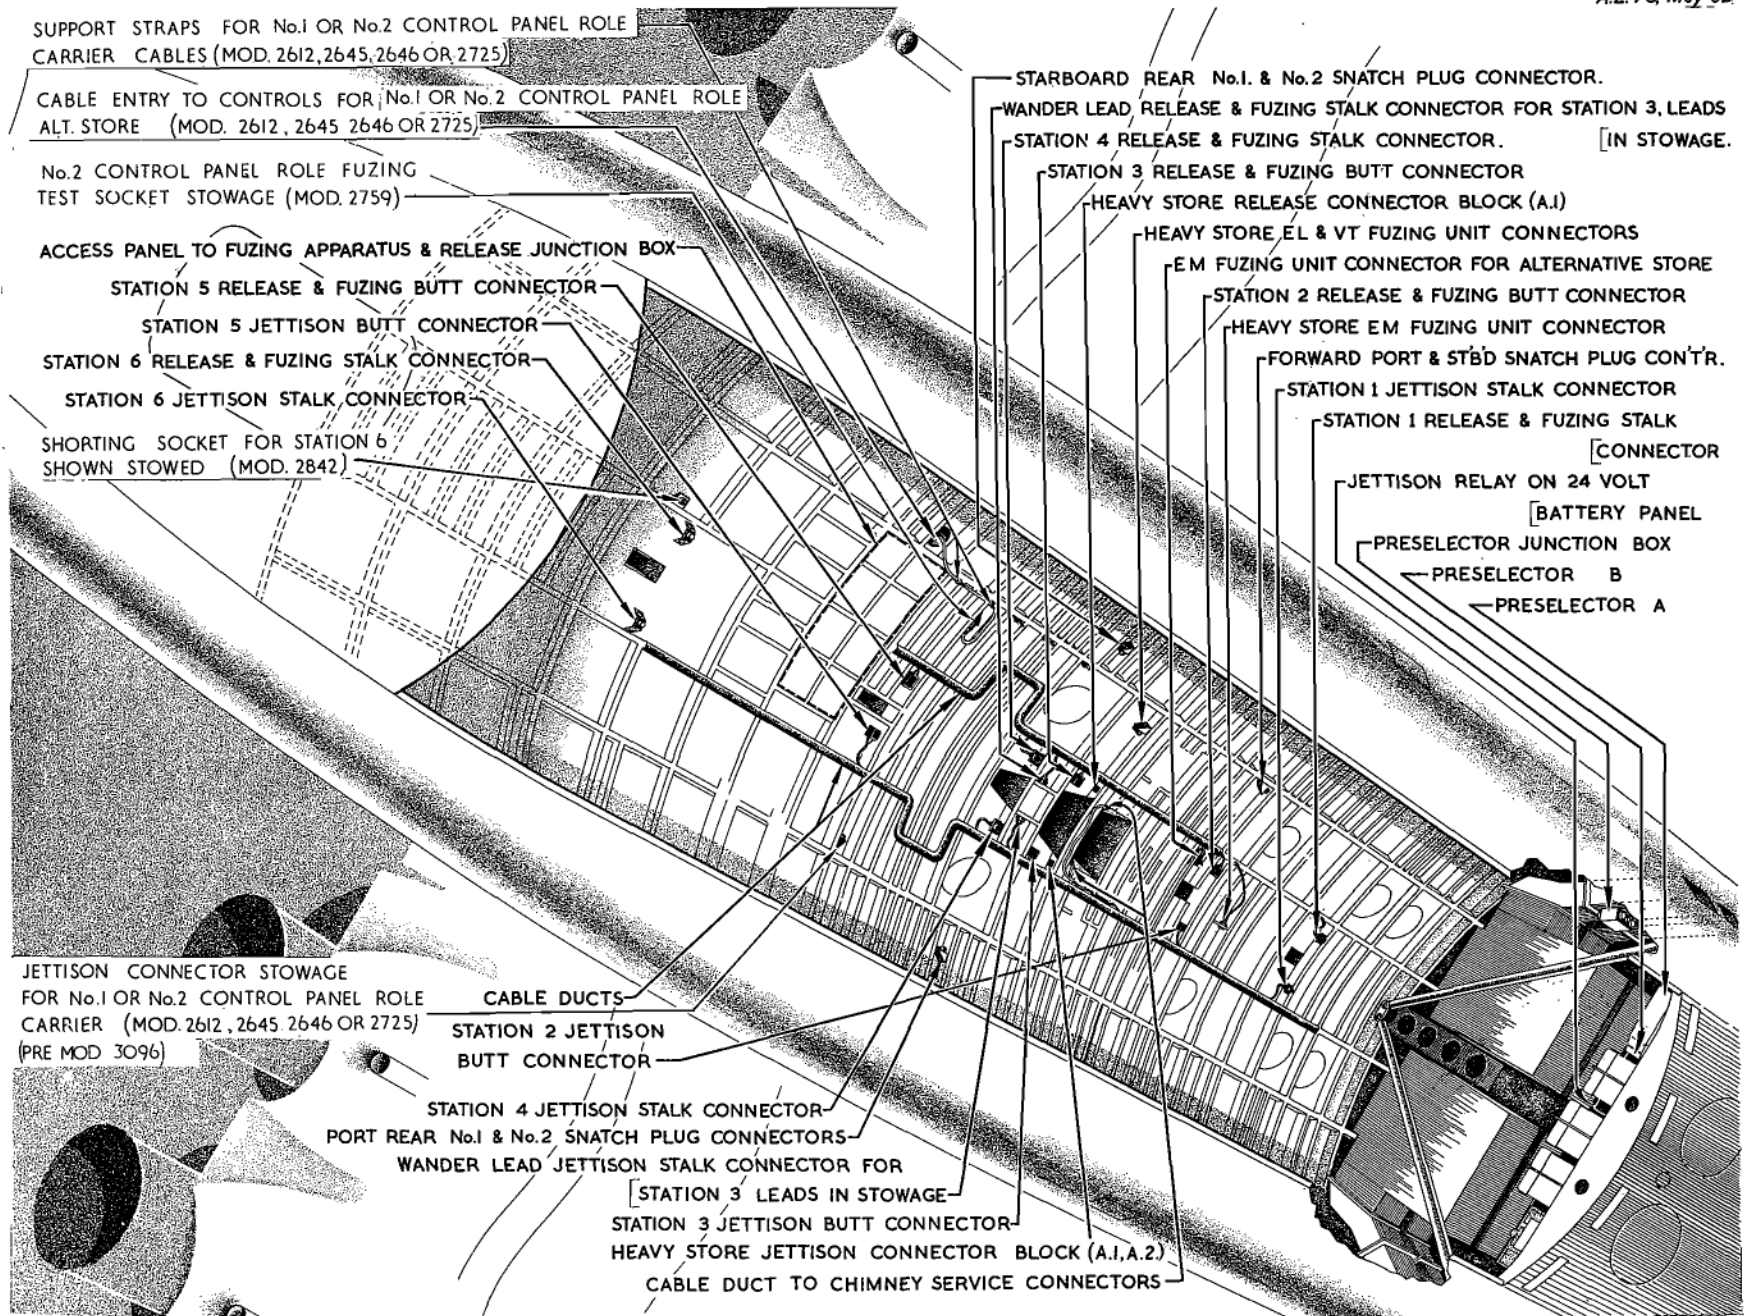 A.L. 78, May 62
SUPPORT STRAPS FOR No.1 OR No.2 CONTROL PANEL ROLE
CARRIER CABLES (MOD. 2612, 2645, 2646 OR 2725)
CABLE ENTRY TO CONTROLS FOR No.1 OR No.2 CONTROL PANEL ROLE
ALT. STORE (MOD. 2612, 2645 2646 OR 2725)
No.2 CONTROL PANEL ROLE FUZING
TEST SOCKET STOWAGE (MOD. 2759)
ACCESS PANEL TO FUZING APPARATUS & RELEASE JUNCTION BOX
STATION 5 RELEASE & FUZING BUTT CONNECTOR
STATION 5 JETTISON BUTT CONNECTOR
STATION 6 RELEASE & FUZING STALK CONNECTOR
STATION 6 JETTISON STALK CONNECTOR
SHORTING SOCKET FOR STATION 6
SHOWN STOWED (MOD. 2842)
STARBOARD REAR No.1. & No.2 SNATCH PLUG CONNECTOR.
WANDER LEAD RELEASE & FUZING STALK CONNECTOR FOR STATION 3, LEADS
[IN STOWAGE.
STATION 4 RELEASE & FUZING STALK CONNECTOR.
STATION 3 RELEASE & FUZING BUTT CONNECTOR
HEAVY STORE RELEASE CONNECTOR BLOCK (A.1)
HEAVY STORE EL & VT FUZING UNIT CONNECTORS
EM FUZING UNIT CONNECTOR FOR ALTERNATIVE STORE
STATION 2 RELEASE & FUZING BUTT CONNECTOR
HEAVY STORE EM FUZING UNIT CONNECTOR
FORWARD PORT & STB'D SNATCH PLUG CON'T'R.
STATION 1 JETTISON STALK CONNECTOR
STATION 1 RELEASE & FUZING STALK
[CONNECTOR
JETTISON RELAY ON 24 VOLT
[BATTERY PANEL
PRESELECTOR JUNCTION BOX
PRESELECTOR B
PRESELECTOR A
JETTISON CONNECTOR STOWAGE
FOR No.1 OR No.2 CONTROL PANEL ROLE
CARRIER (MOD. 2612, 2645 2646 OR 2725)
(PRE MOD 3096)
CABLE DUCTS
STATION 2 JETTISON
BUTT CONNECTOR
STATION 4 JETTISON STALK CONNECTOR
PORT REAR No.1 & No.2 SNATCH PLUG CONNECTORS
WANDER LEAD JETTISON STALK CONNECTOR FOR
[STATION 3 LEADS IN STOWAGE
STATION 3 JETTISON BUTT CONNECTOR
HEAVY STORE JETTISON CONNECTOR BLOCK (A.1, A.2.)
CABLE DUCT TO CHIMNEY SERVICE CONNECTORS